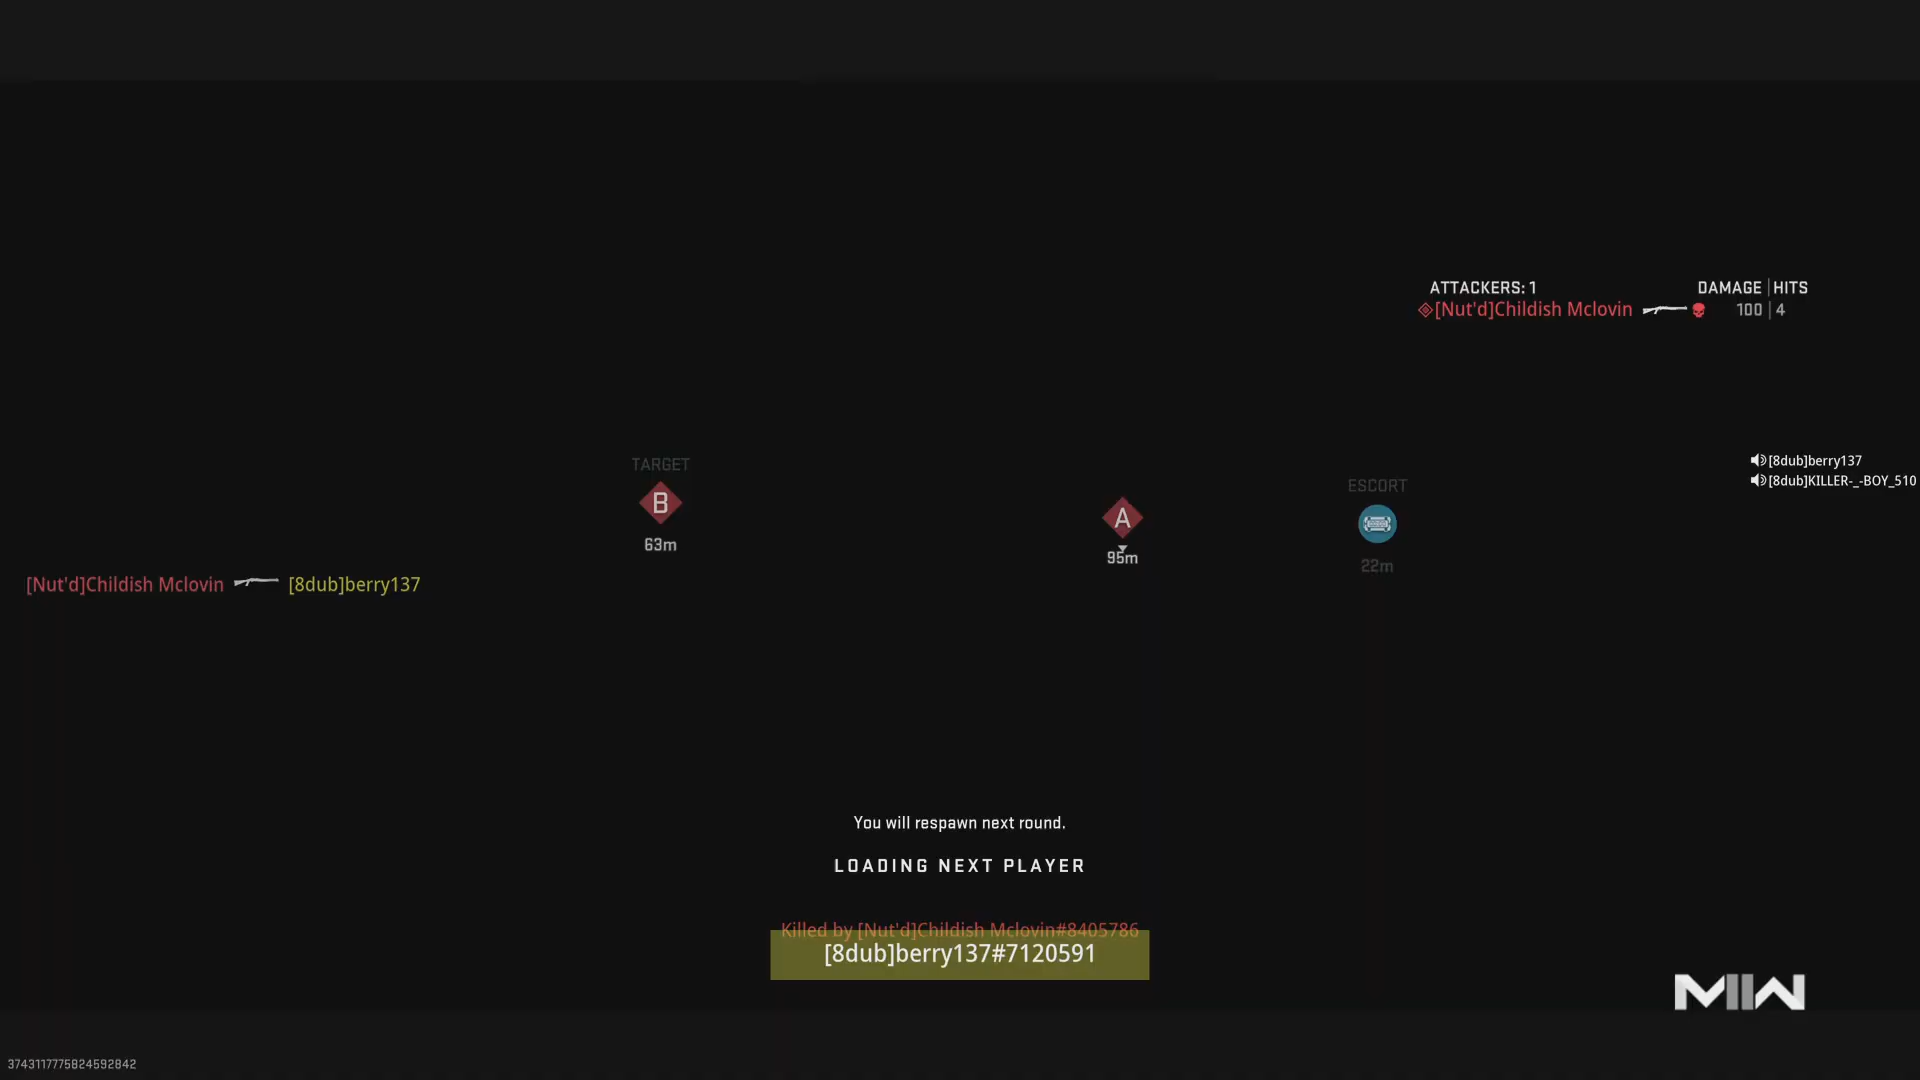 ATTACKERS: 1 DAMAGE | HITS
[Nut'd]Childish Mclovin 100 | 4
[8dub]berry137
[8dub]KILLER-_-BOY_510
TARGET
B
63m
A
95m
ESCORT
22m
[Nut'd]Childish Mclovin [8dub]berry137
You will respawn next round.
LOADING NEXT PLAYER
Killed by [Nut'd]Childish Mclovin#8405786
[8dub]berry137#7120591
MIIW
3743117775824592842